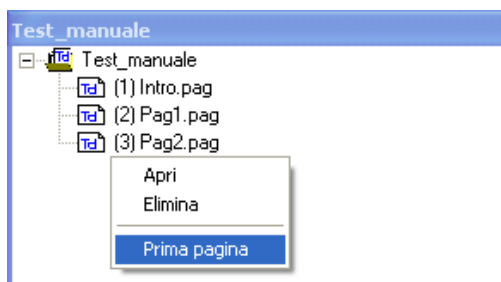 Test_manuale
Test_manuale
(1) Intro.pag
(2) Pag1.pag
(3) Pag2.pag
Apri
Elimina
Prima pagina